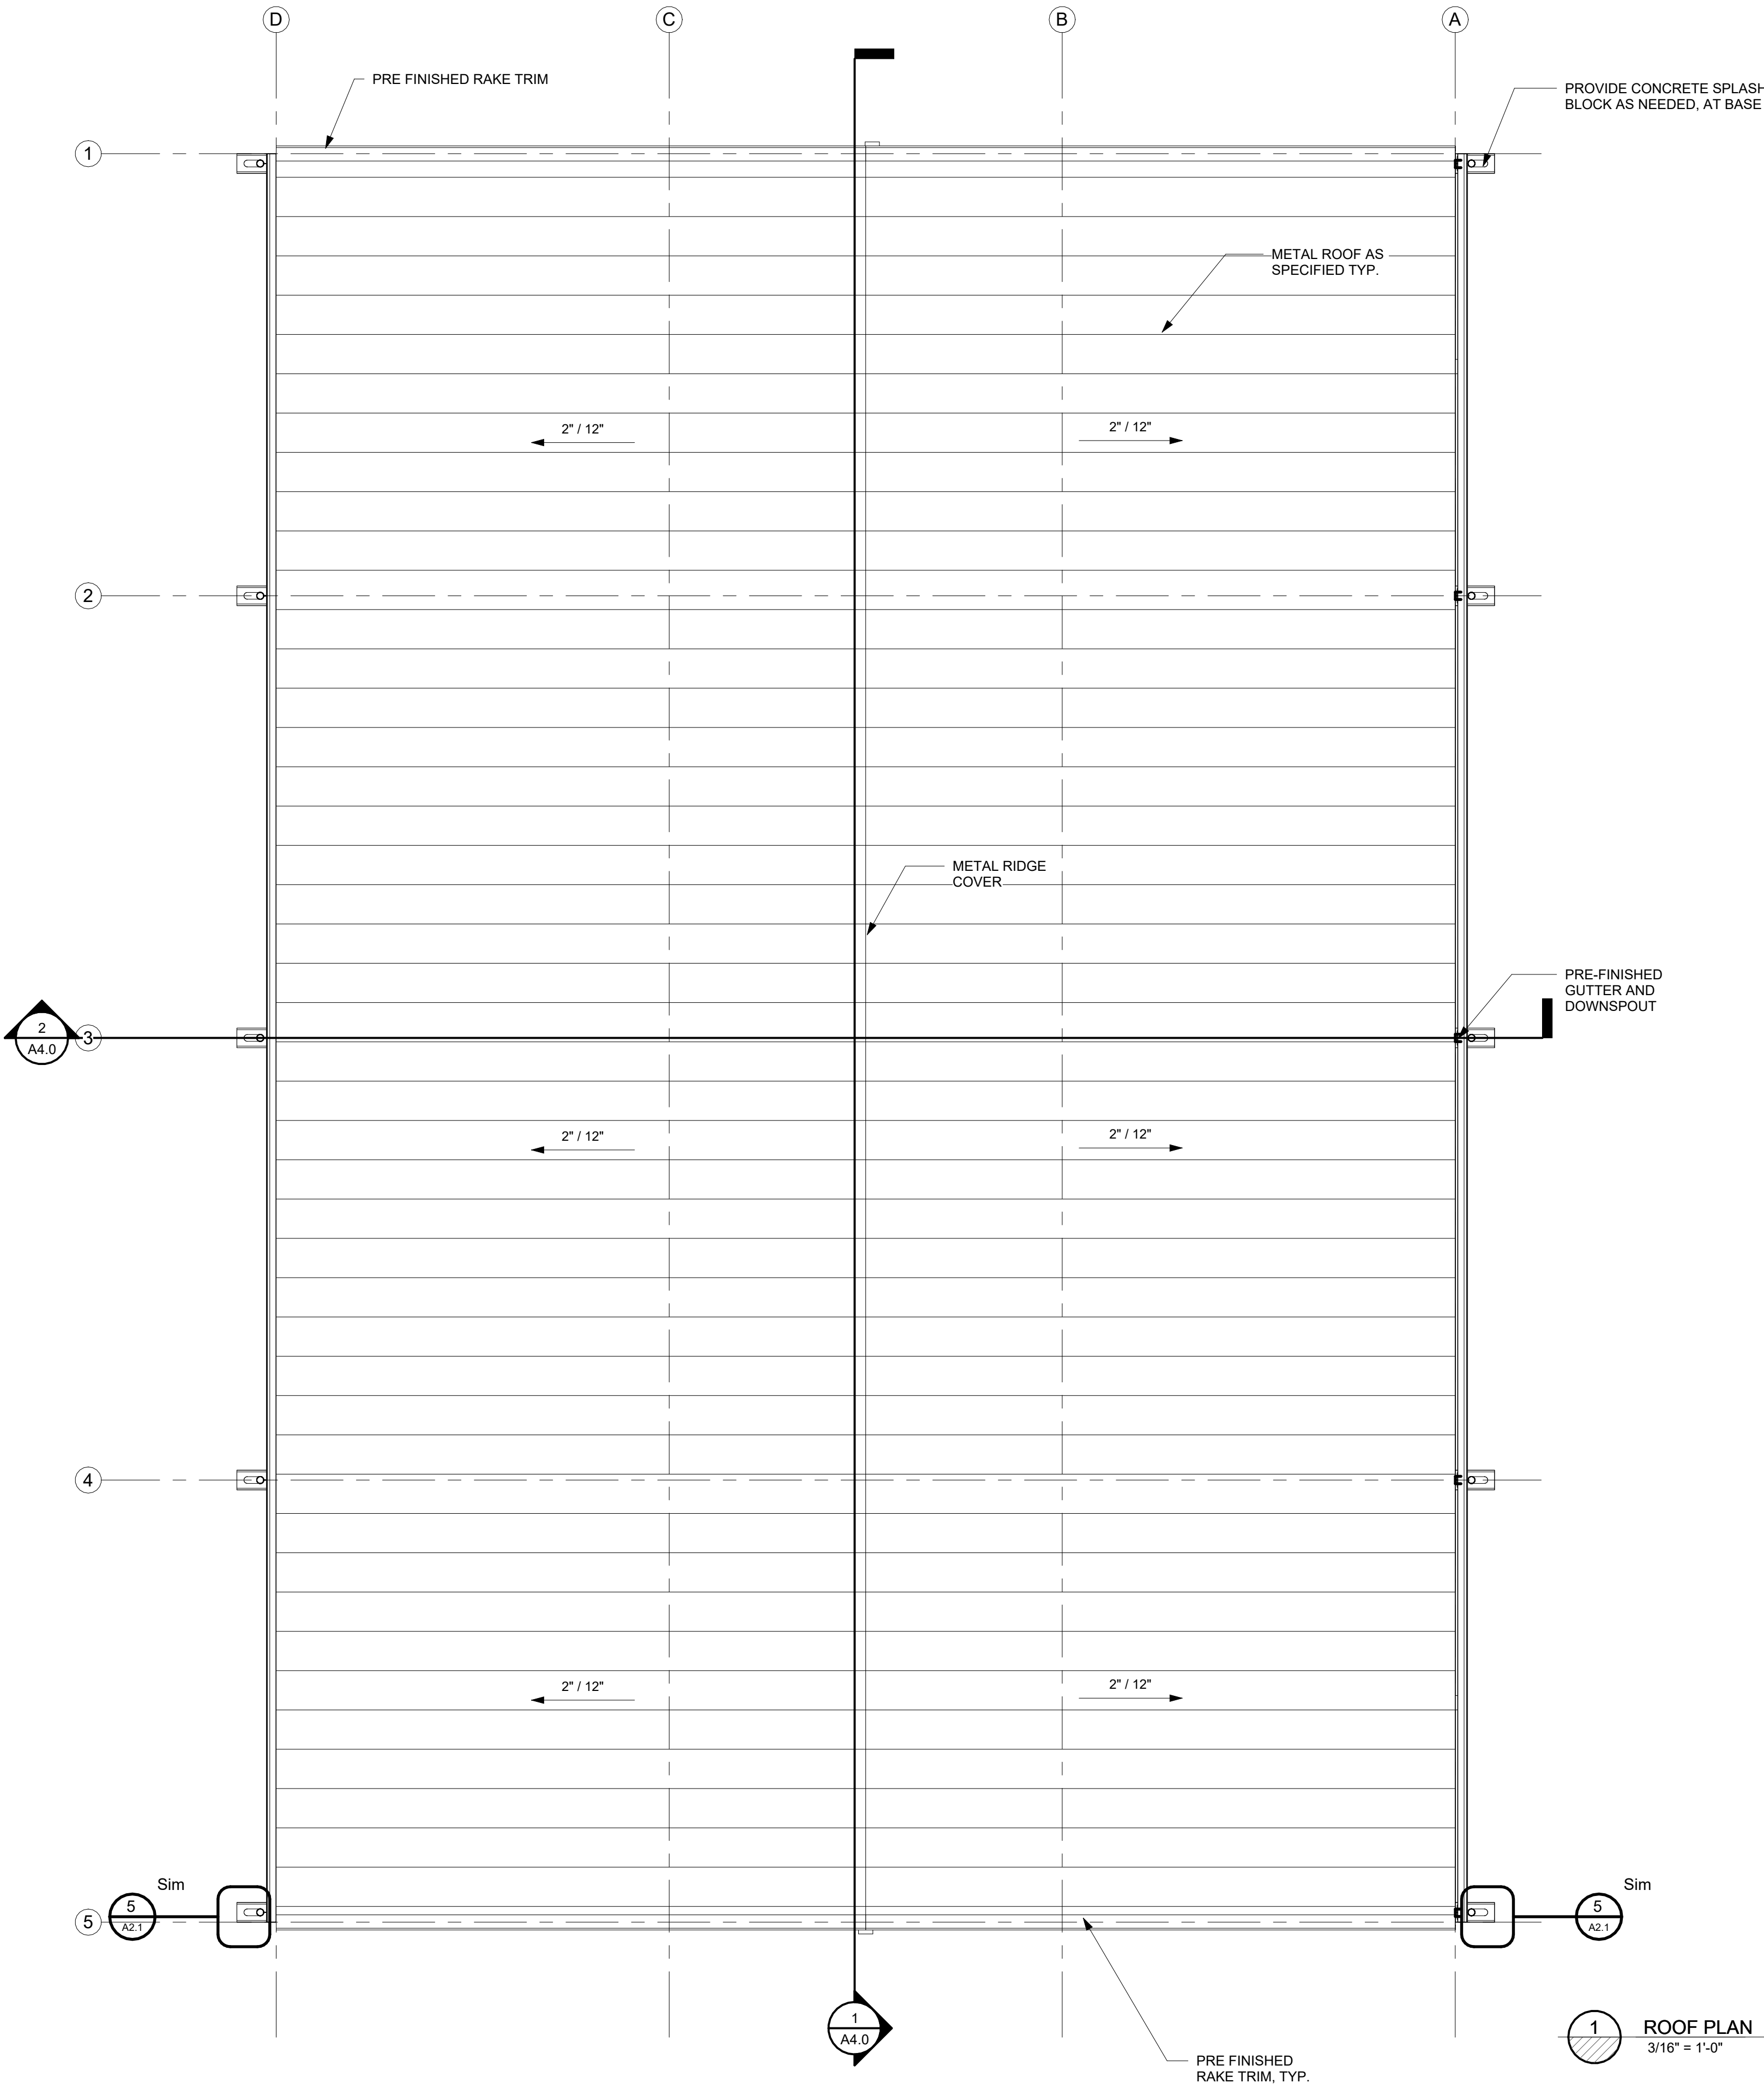 D
C
B
A
PRE FINISHED RAKE TRIM
PROVIDE CONCRETE SPLASH
BLOCK AS NEEDED, AT BASE
1
METAL ROOF AS
SPECIFIED TYP.
2" / 12"
2" / 12"
2
METAL RIDGE
COVER
PRE-FINISHED
GUTTER AND
DOWNSPOUT
2
A4.0
3
2" / 12"
2" / 12"
4
2" / 12"
2" / 12"
Sim
5
A2.1
5
Sim
5
A2.1
1
A4.0
1
ROOF PLAN
3/16" = 1'-0"
PRE FINISHED
RAKE TRIM, TYP.